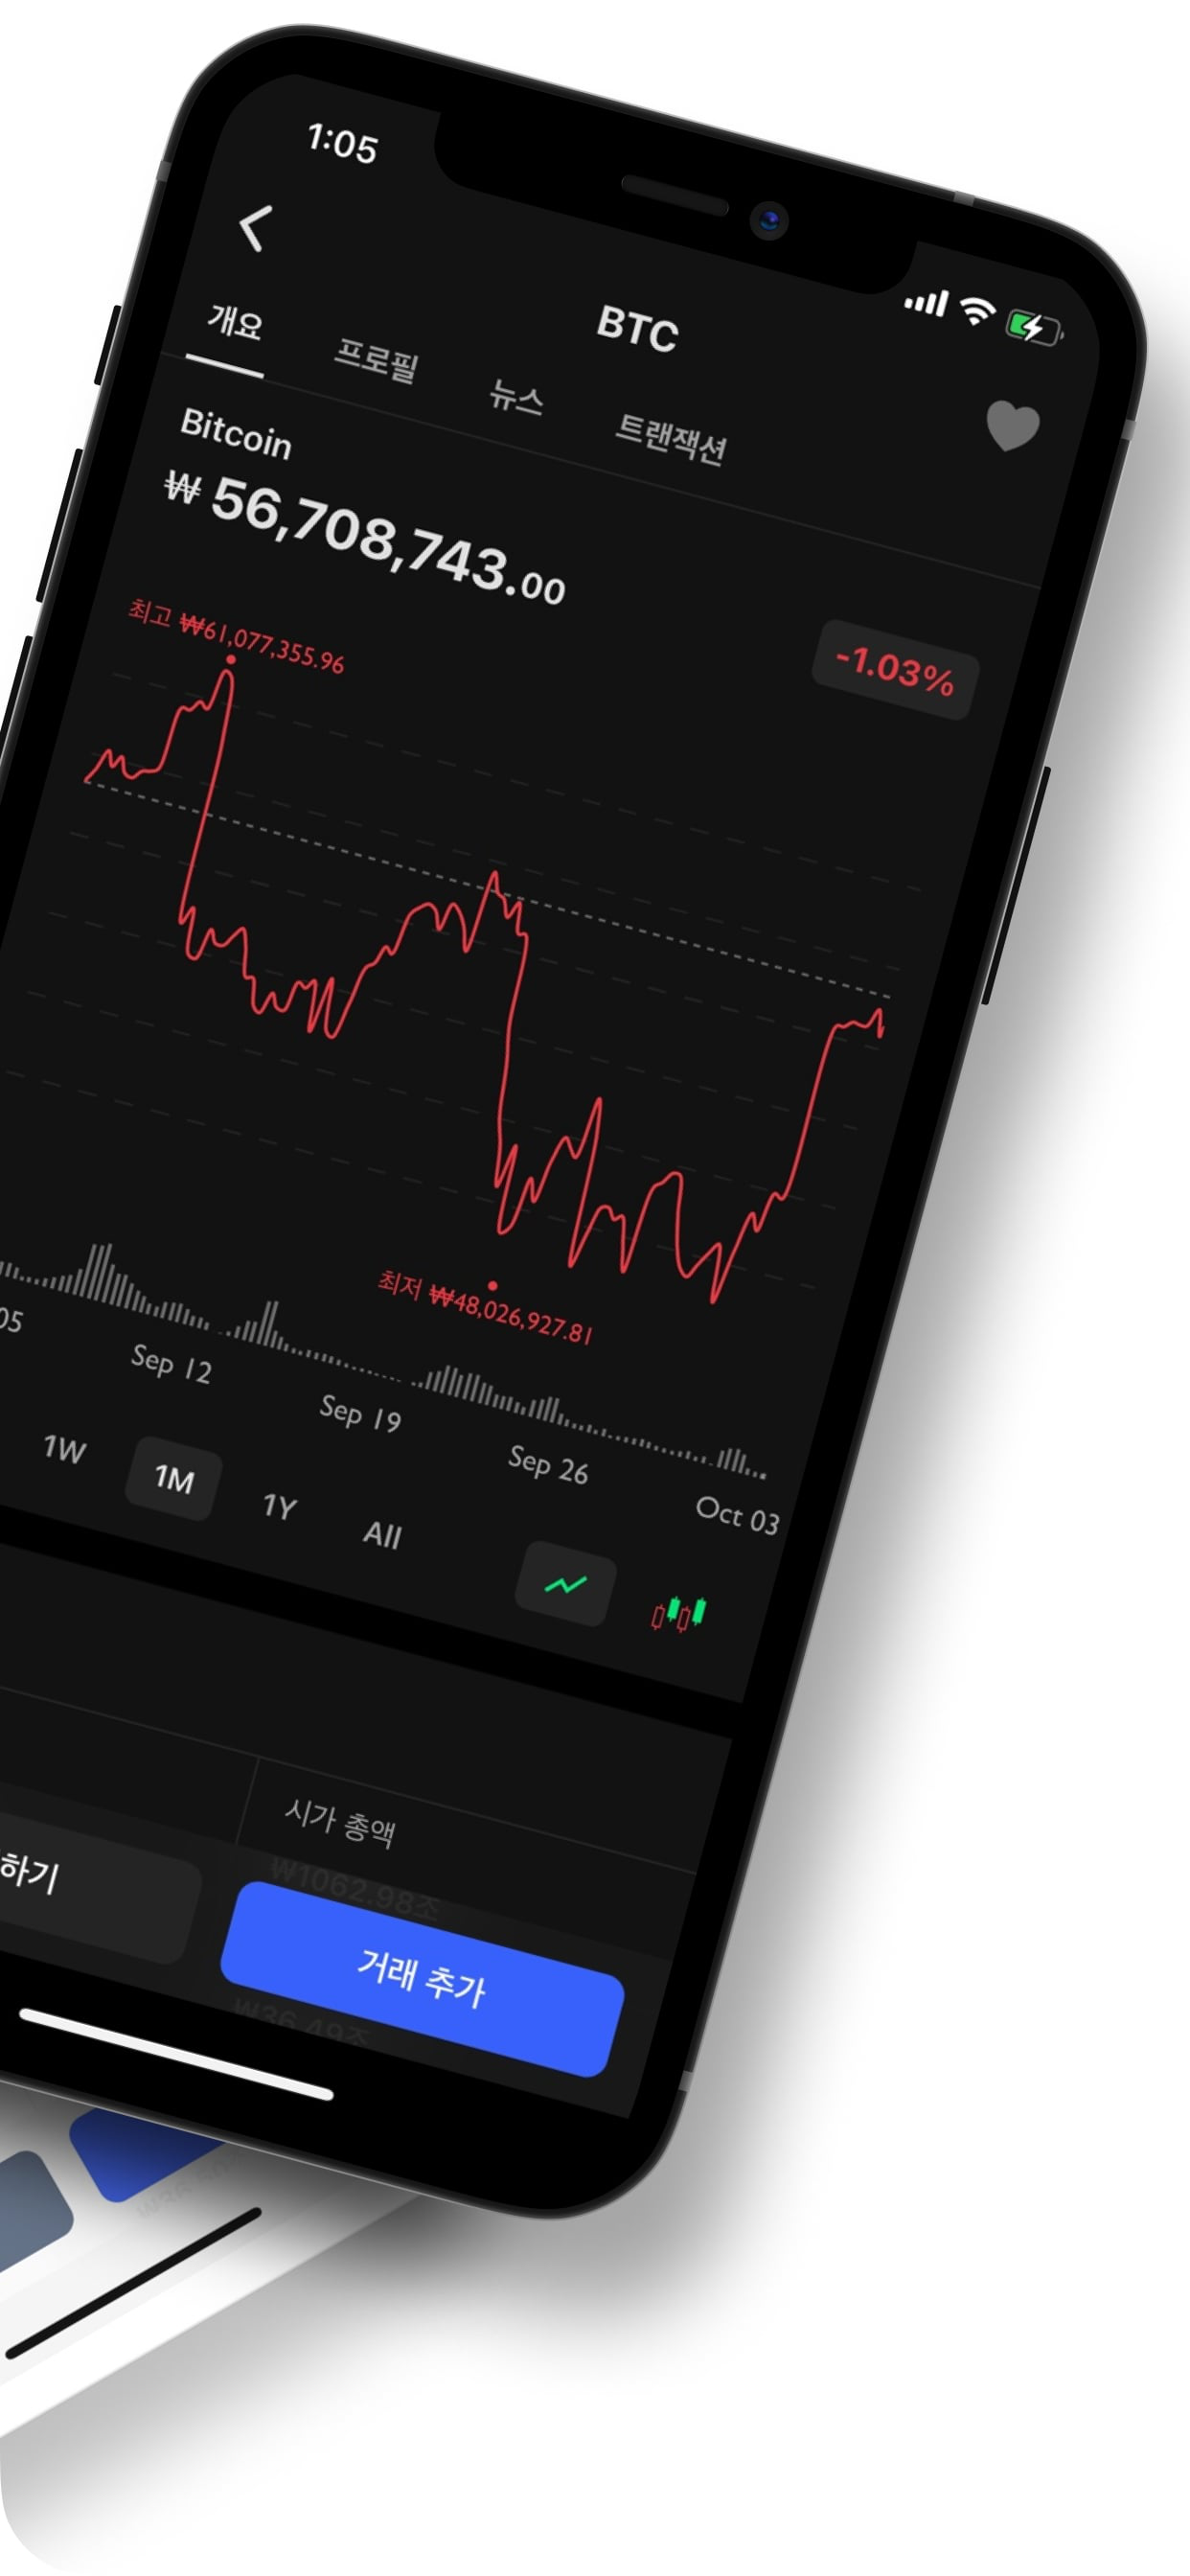 1:05
BTC
개요 프로필 뉴스 트랜잭션
Bitcoin
₩ 56,708,743.00
-1.03%
최고 ₩61,077,355.96
최저 ₩48,026,927.81
05 Sep 12 Sep 19 Sep 26 Oct 03
1W 1M 1Y All
시가 총액
₩1062.98조
하기
거래 추가
₩36.49조